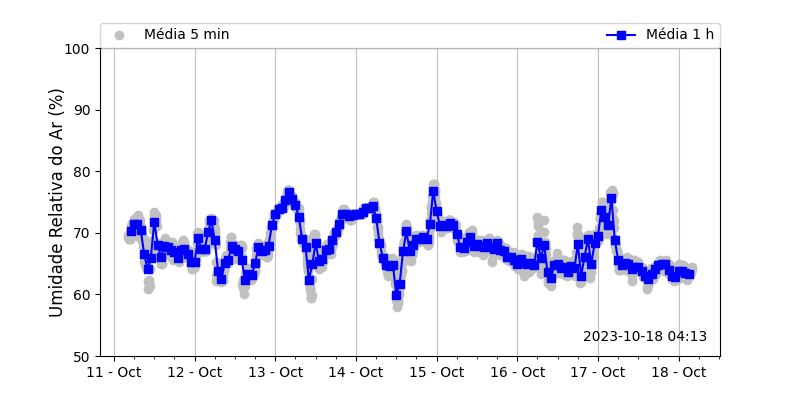 Média 5 min
Média 1 h
100
90
80
70
60
50
Umidade Relativa do Ar (%)
2023-10-18 04:13
11 - Oct
12 - Oct
13 - Oct
14 - Oct
15 - Oct
16 - Oct
17 - Oct
18 - Oct